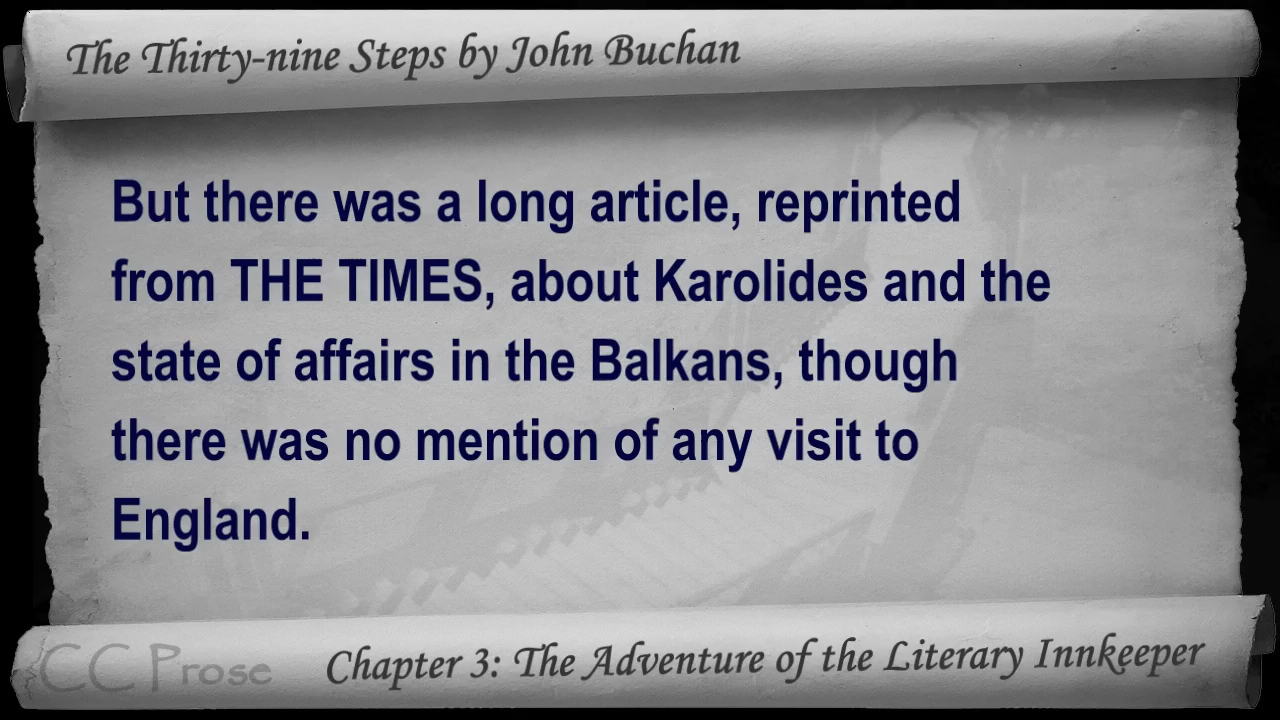 The Thirty-nine Steps by John Buchan
But there was a long article, reprinted
from THE TIMES, about Karolides and the
state of affairs in the Balkans, though
there was no mention of any visit to
England.
CC Prose
Chapter 3: The Adventure of the Literary Innkeeper